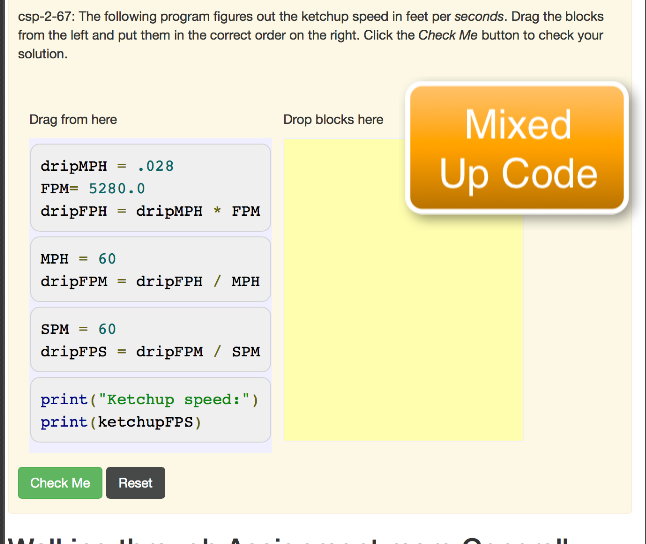 csp-2-67: The following program figures out the ketchup speed in feet per seconds. Drag the blocks
from the left and put them in the correct order on the right. Click the Check Me button to check your
solution.
Drag from here
Drop blocks here
Mixed
Up Code
dripMPH = .028
FPM= 5280.0
dripFPH = dripMPH * FPM
MPH = 60
dripFPM = dripFPH / MPH
SPM = 60
dripFPS = dripFPM / SPM
print("Ketchup speed:")
print(ketchupFPS)
Check Me
Reset